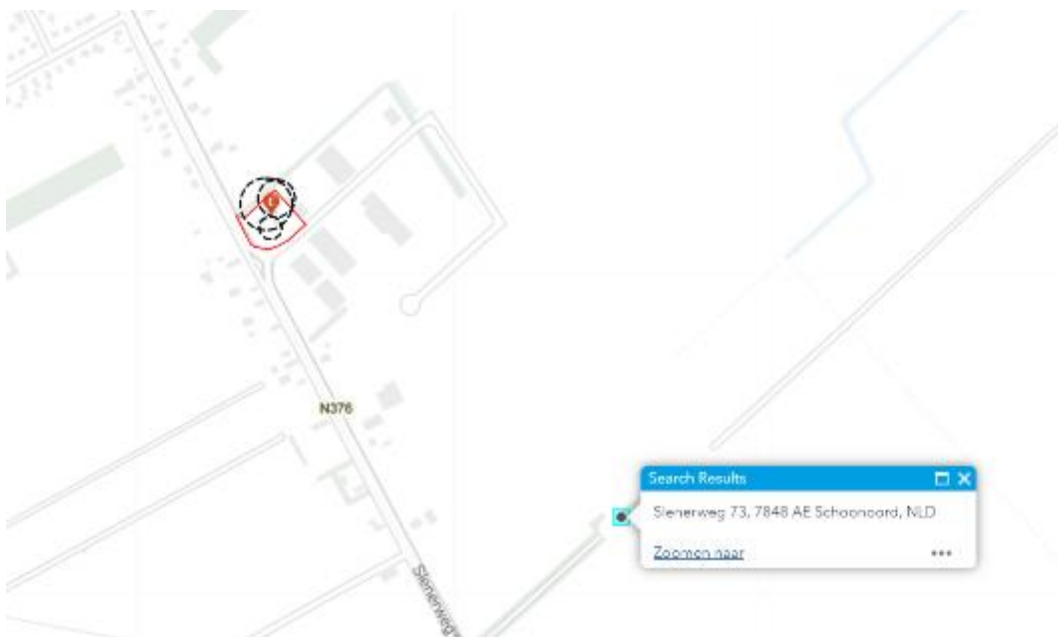 N376
Search Results
Slenerweg 73, 7848 AE Schoonoord, NLD
Zoomen naar
Slenerweg